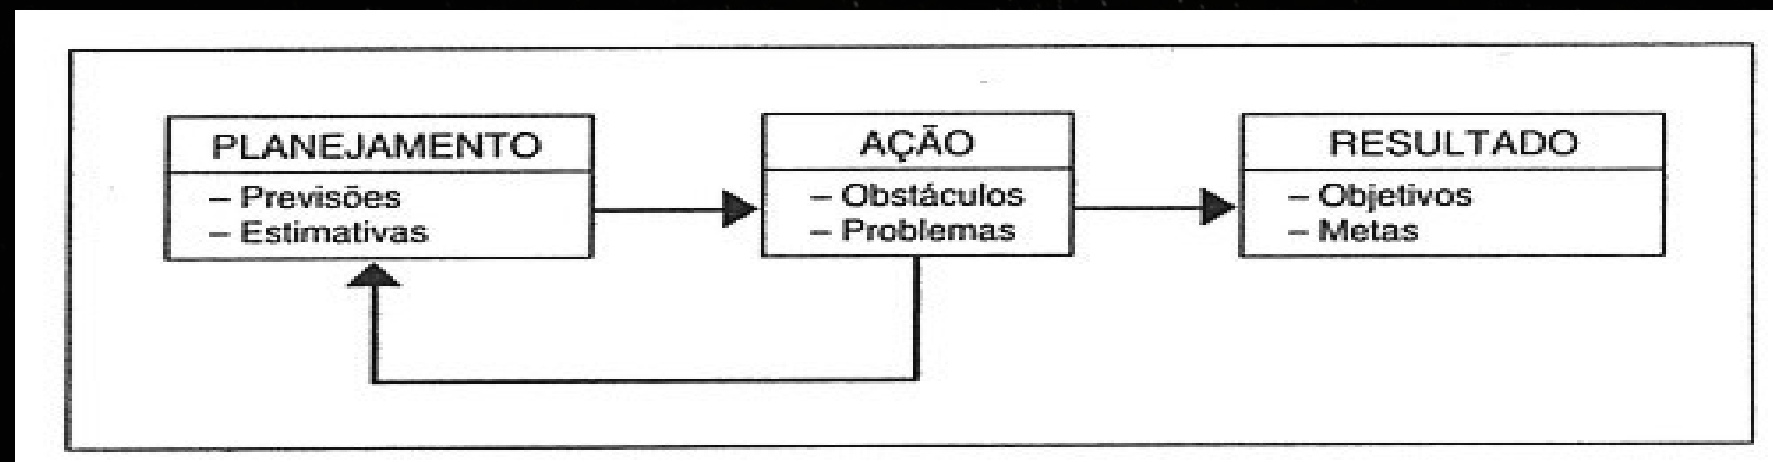 PLANEJAMENTO
– Previsões
– Estimativas
AÇÃO
– Obstáculos
– Problemas
RESULTADO
– Objetivos
– Metas